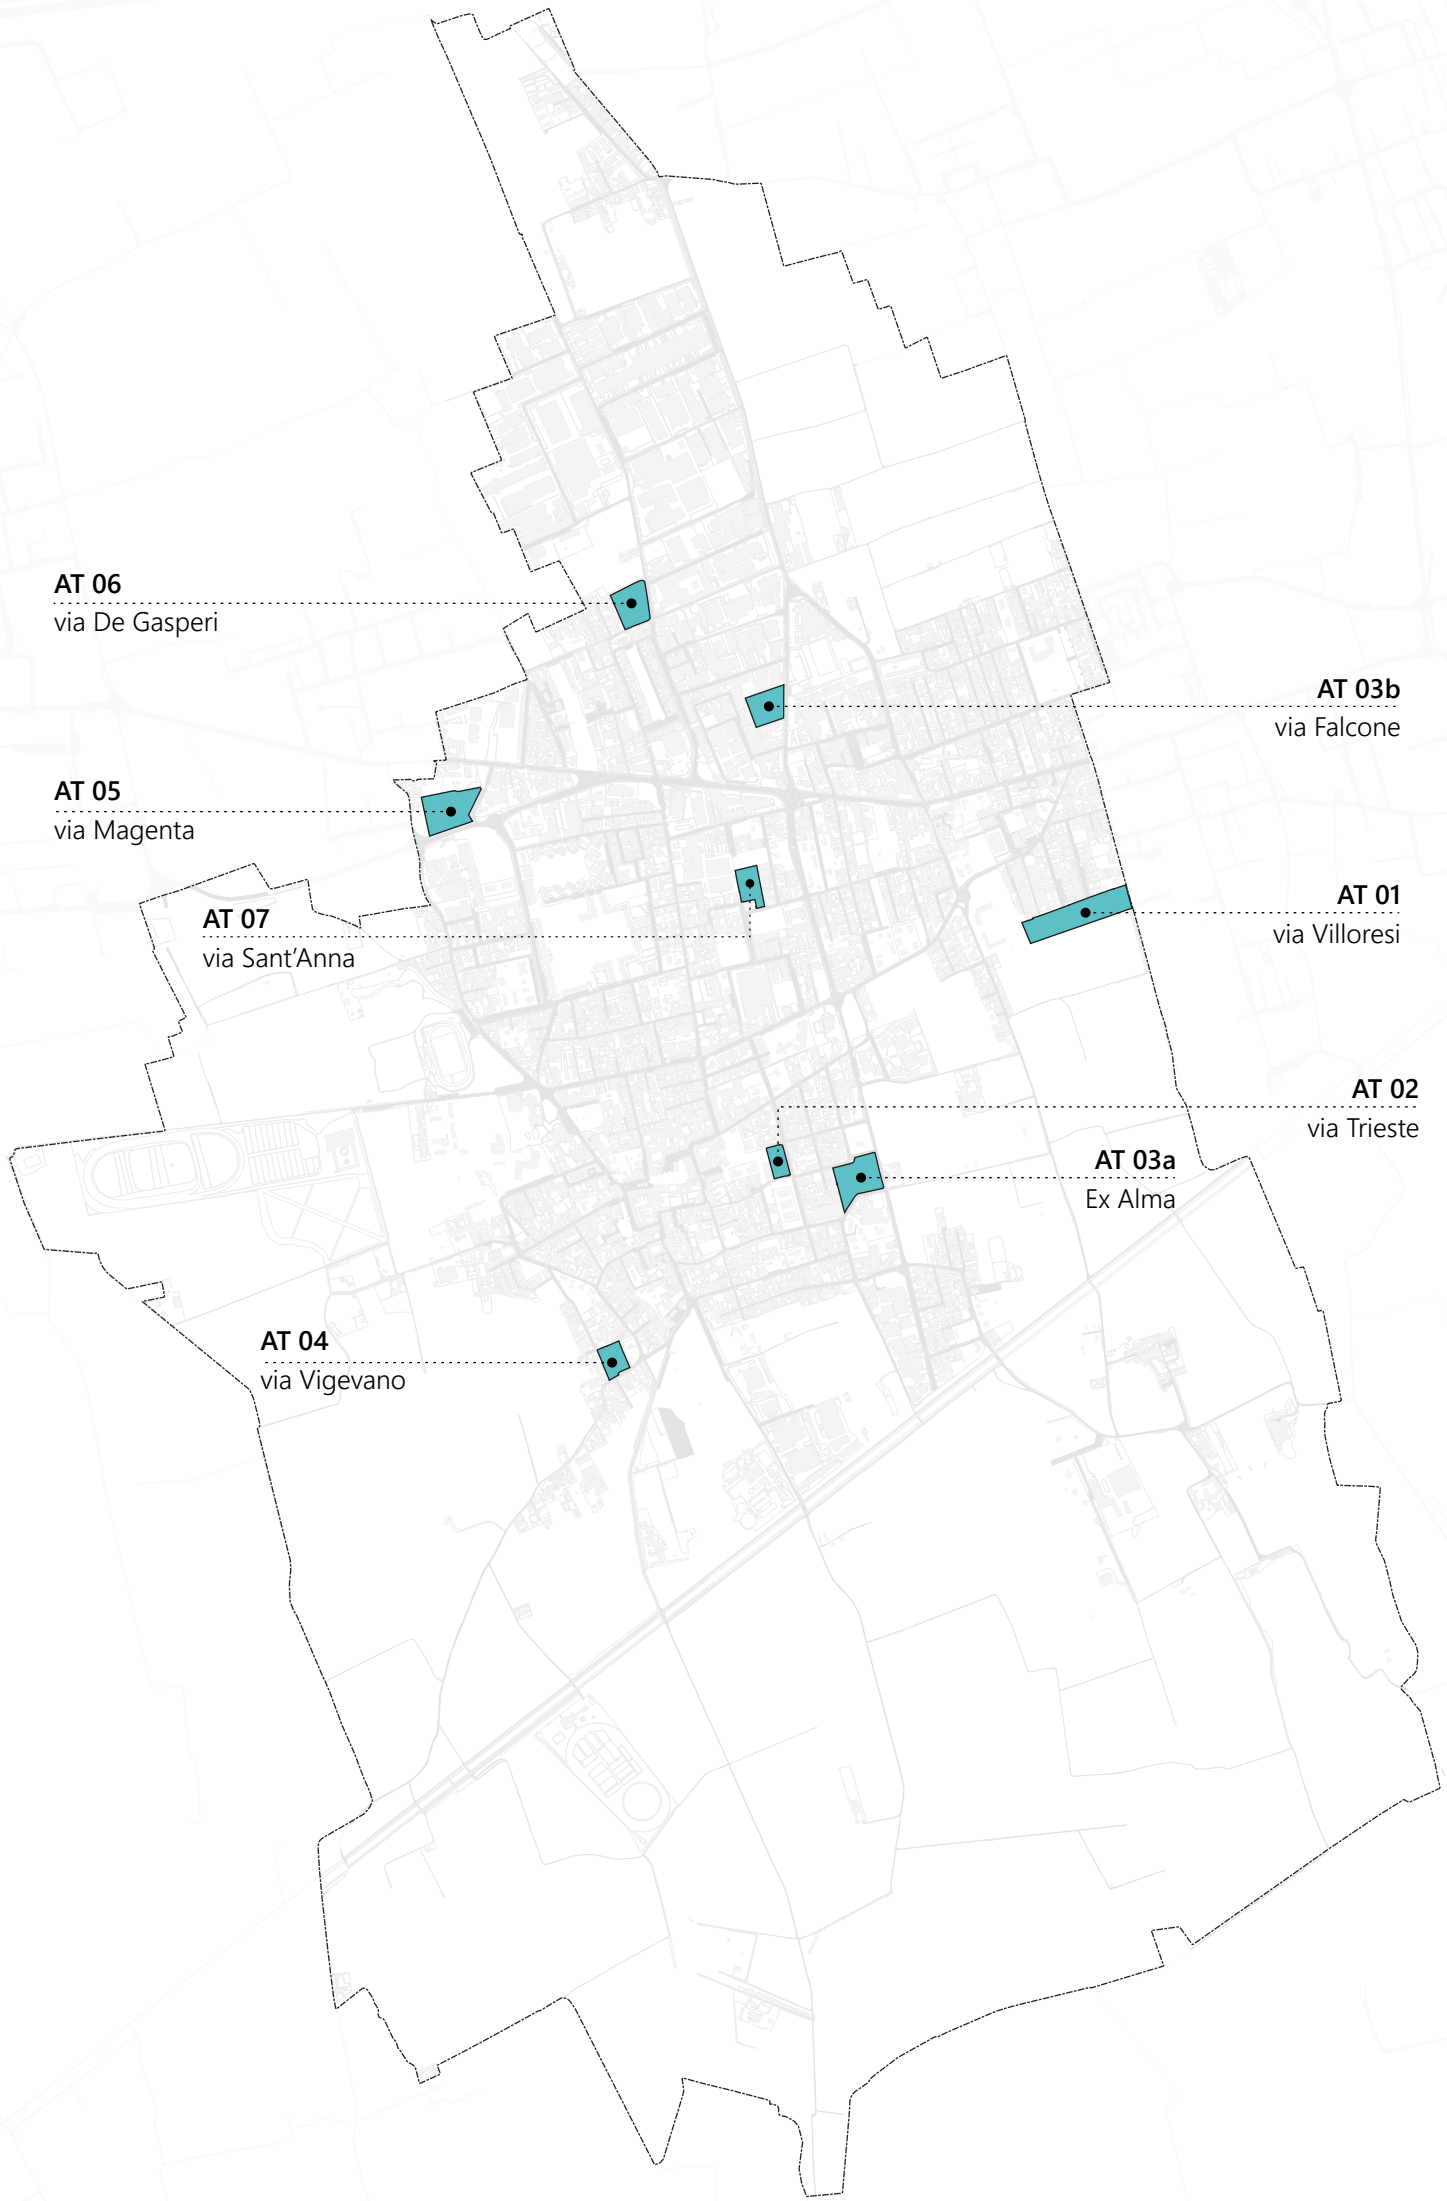 AT 06
via De Gasperi
AT 03b
via Falcone
AT 05
via Magenta
AT 07
via Sant'Anna
AT 01
via Villoresi
AT 02
via Trieste
AT 03a
Ex Alma
AT 04
via Vigevano